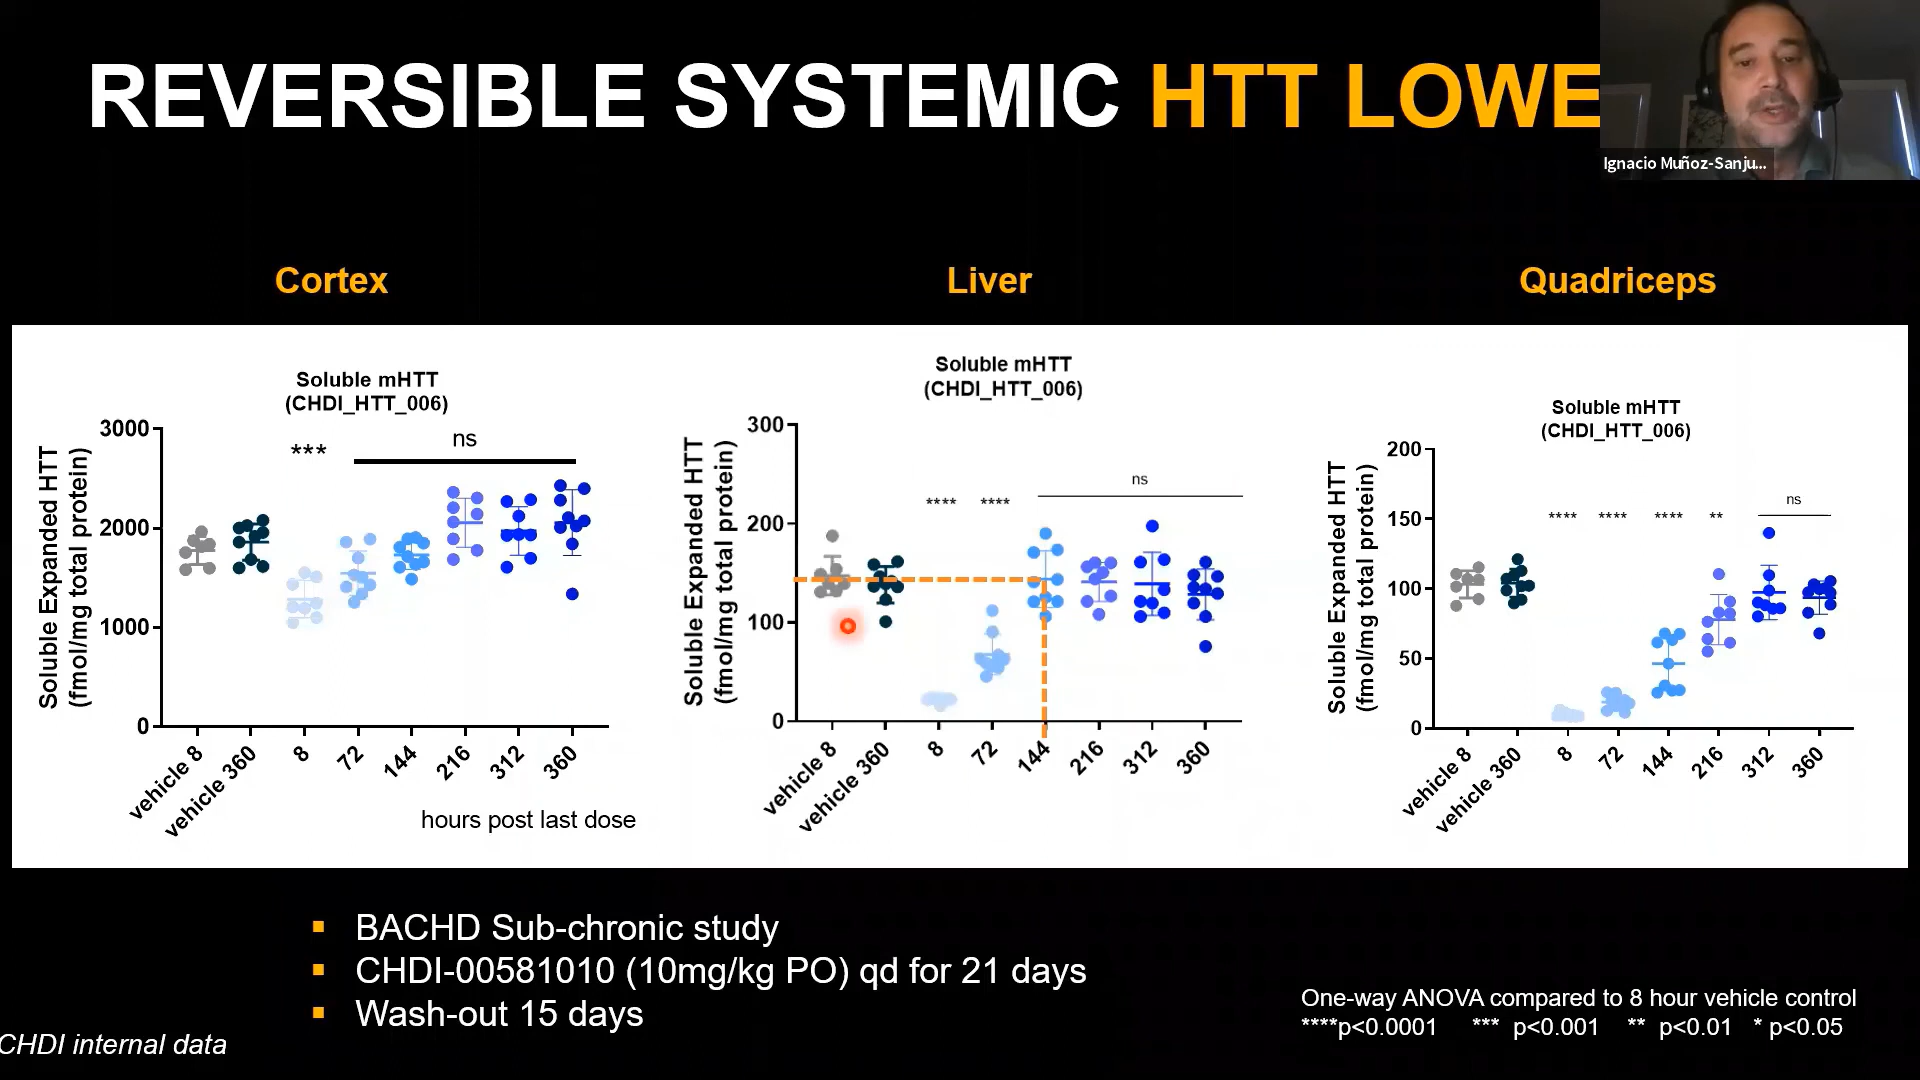 REVERSIBLE SYSTEMIC HTT LOWE
Ignacio Muñoz-Sanju...
Cortex
Liver
Quadriceps
Soluble mHTT
(CHDI_HTT_006)
Soluble Expanded HTT
(fmol/mg total protein)
3000
2000
1000
0
***
ns
vehicle 8
vehicle 360
8
72
144
216
312
360
hours post last dose
Soluble mHTT
(CHDI_HTT_006)
Soluble Expanded HTT
(fmol/mg total protein)
300
200
100
0
****
****
ns
vehicle 8
vehicle 360
8
72
144
216
312
360
Soluble mHTT
(CHDI_HTT_006)
Soluble Expanded HTT
(fmol/mg total protein)
200
150
100
50
0
****
****
****
**
ns
vehicle 8
vehicle 360
8
72
144
216
312
360
BACHD Sub-chronic study
CHDI-00581010 (10mg/kg PO) qd for 21 days
Wash-out 15 days
One-way ANOVA compared to 8 hour vehicle control
****p<0.0001 *** p<0.001 ** p<0.01 * p<0.05
CHDI internal data